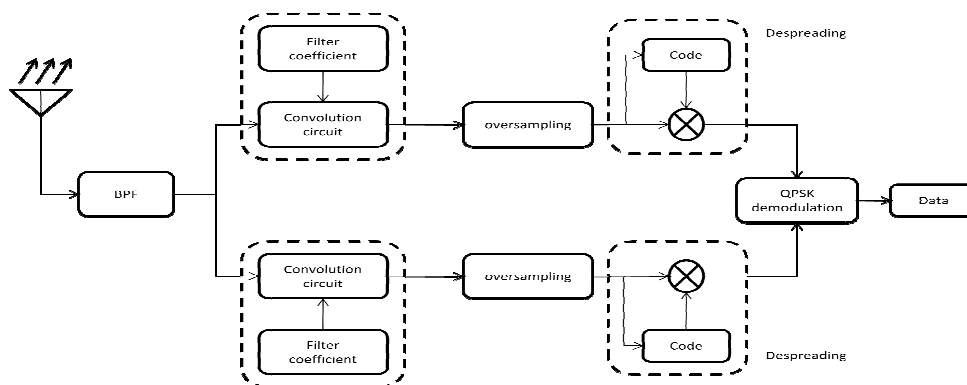 Filter
coefficient
Convolution
circuit
oversampling
Code
Despreading
BPF
QPSK
demodulation
Data
Convolution
circuit
oversampling
Filter
coefficient
Code
Despreading